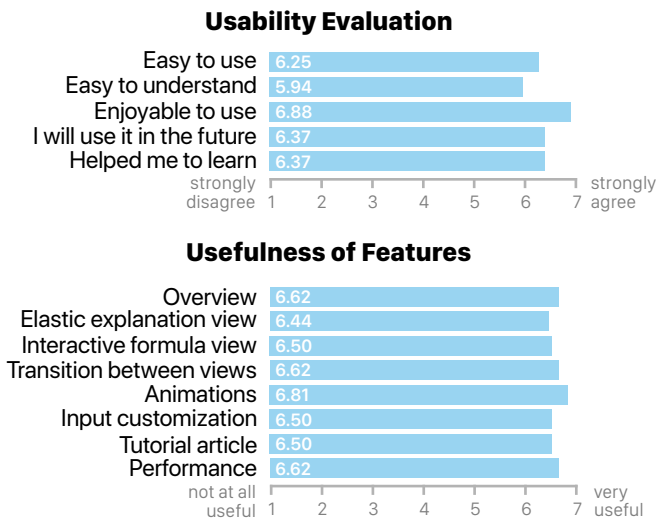 Usability Evaluation
Easy to use 6.25
Easy to understand 5.94
Enjoyable to use 6.88
I will use it in the future 6.37
Helped me to learn 6.37
strongly disagree 1 2 3 4 5 6 7 strongly agree
Usefulness of Features
Overview 6.62
Elastic explanation view 6.44
Interactive formula view 6.50
Transition between views 6.62
Animations 6.81
Input customization 6.50
Tutorial article 6.50
Performance 6.62
not at all useful 1 2 3 4 5 6 7 very useful